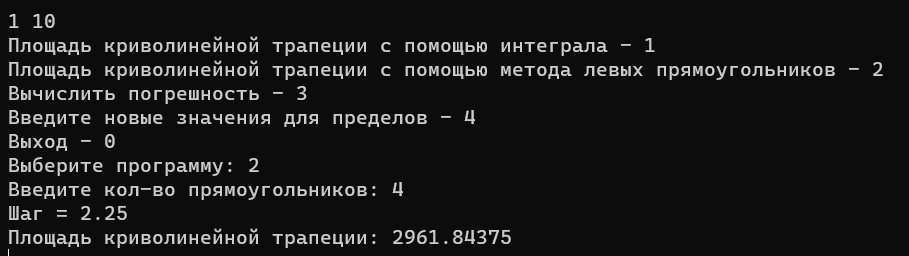 1 10
Площадь криволинейной трапеции с помощью интеграла - 1
Площадь криволинейной трапеции с помощью метода левых прямоугольников - 2
Вычислить погрешность - 3
Введите новые значения для пределов - 4
Выход - 0
Выберите программу: 2
Введите кол-во прямоугольников: 4
Шаг = 2.25
Площадь криволинейной трапеции: 2961.84375